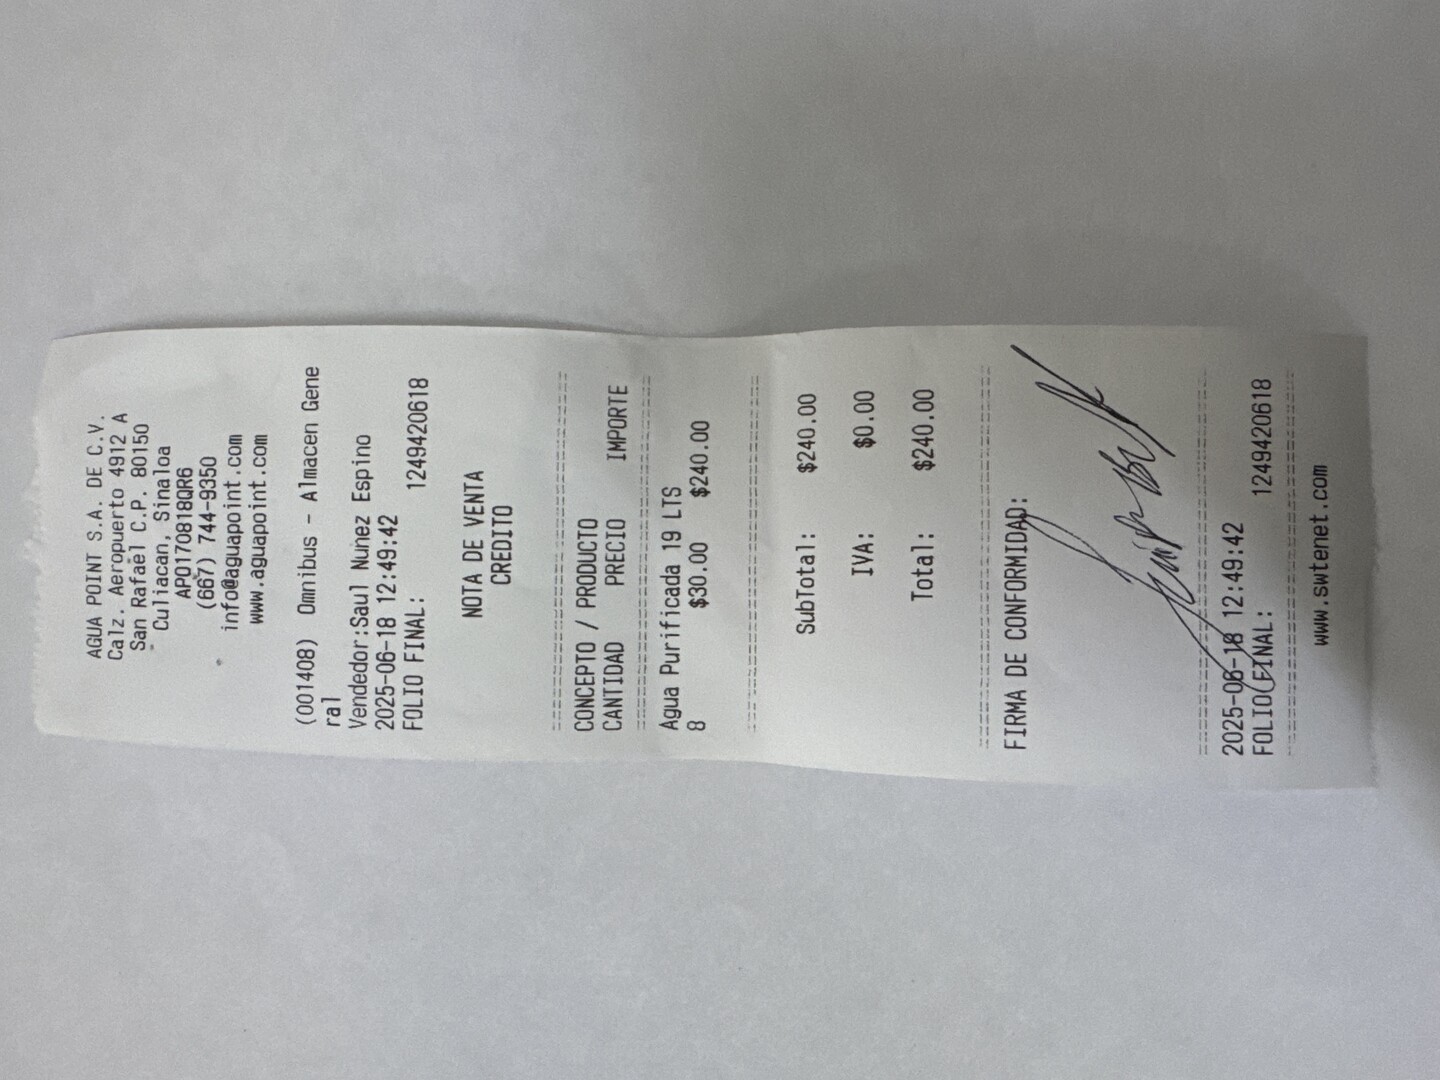 AGUA POINT S.A. DE C.V.
Calz. Aeropuerto 4912 A
San Rafael C.P. 80150
Culiacan, Sinaloa
APO170818QR6
(667) 744-9350
info@aguapoint.com
www.aguapoint.com
(001408) Omnibus - Almacen Gene
ral
Vendedor:Saul Nunez Espino
2025-06-18 12:49:42
FOLIO FINAL: 1249420618
NOTA DE VENTA
CREDITO
CONCEPTO / PRODUCTO
CANTIDAD PRECIO IMPORTE
Agua Purificada 19 LTS
8 $30.00 $240.00
SubTotal: $240.00
IVA: $0.00
Total: $240.00
FIRMA DE CONFORMIDAD:
2025-06-18 12:49:42
FOLIO FINAL: 1249420618
www.swtenet.com